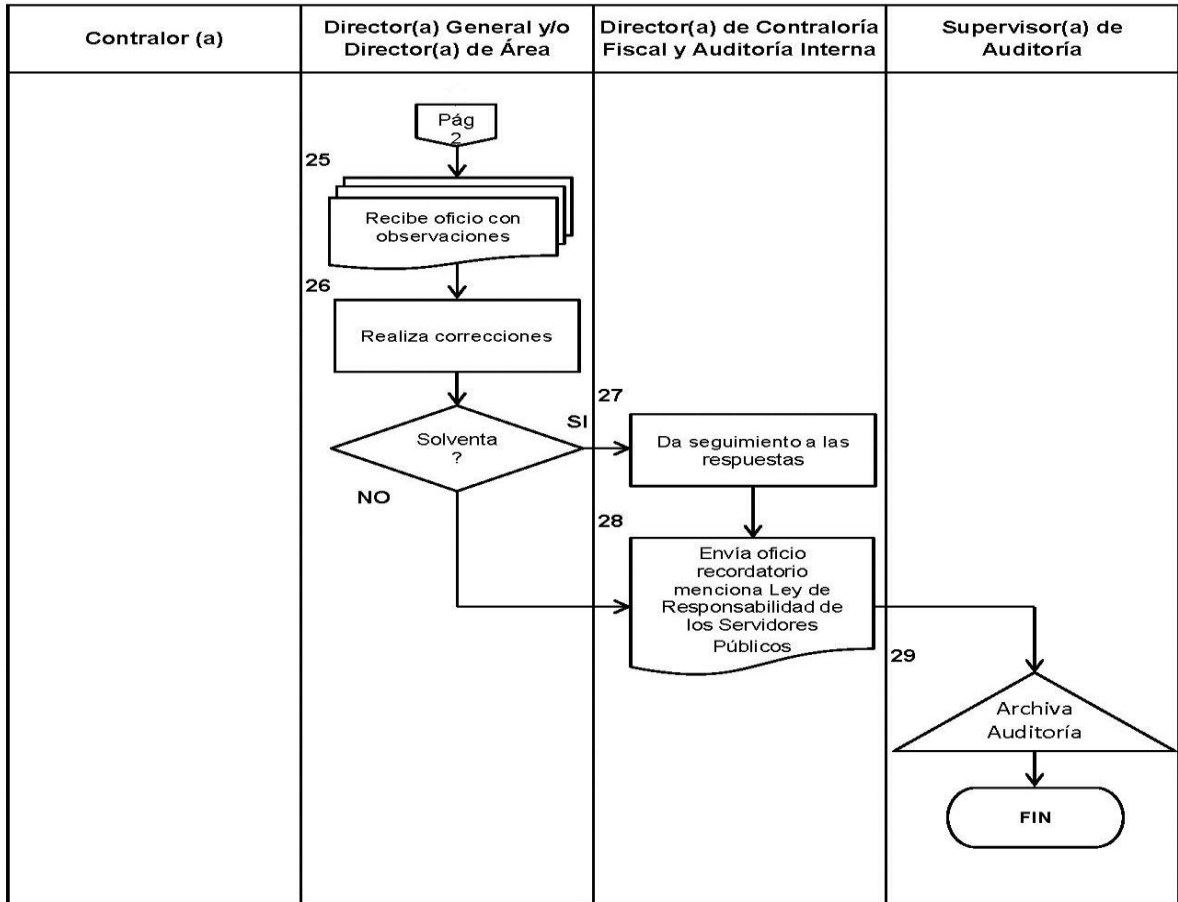 Contralor (a)
Director(a) General y/o
Director(a) de Área
Director(a) de Contraloría
Fiscal y Auditoría Interna
Supervisor(a) de
Auditoría
Pág
2
25
Recibe oficio con
observaciones
26
Realiza correcciones
Solventa
?
SI
NO
27
Da seguimiento a las
respuestas
28
Envía oficio
recordatorio
menciona Ley de
Responsabilidad de
los Servidores
Públicos
29
Archiva
Auditoría
FIN